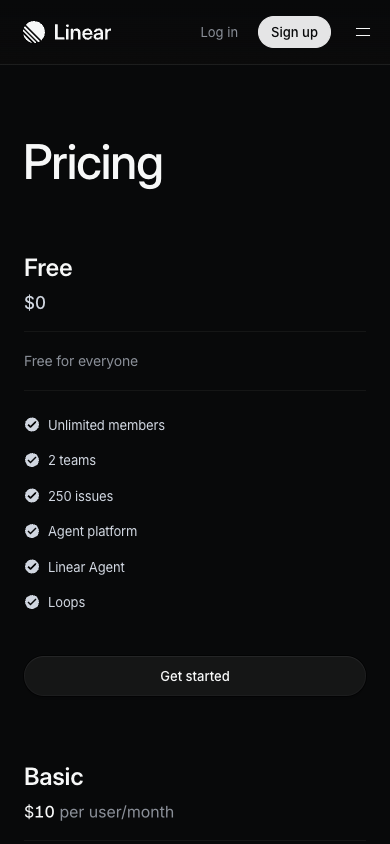 Linear
Log in
Sign up
Pricing
Free
$0
Free for everyone
Unlimited members
2 teams
250 issues
Agent platform
Linear Agent
Loops
Get started
Basic
$10 per user/month